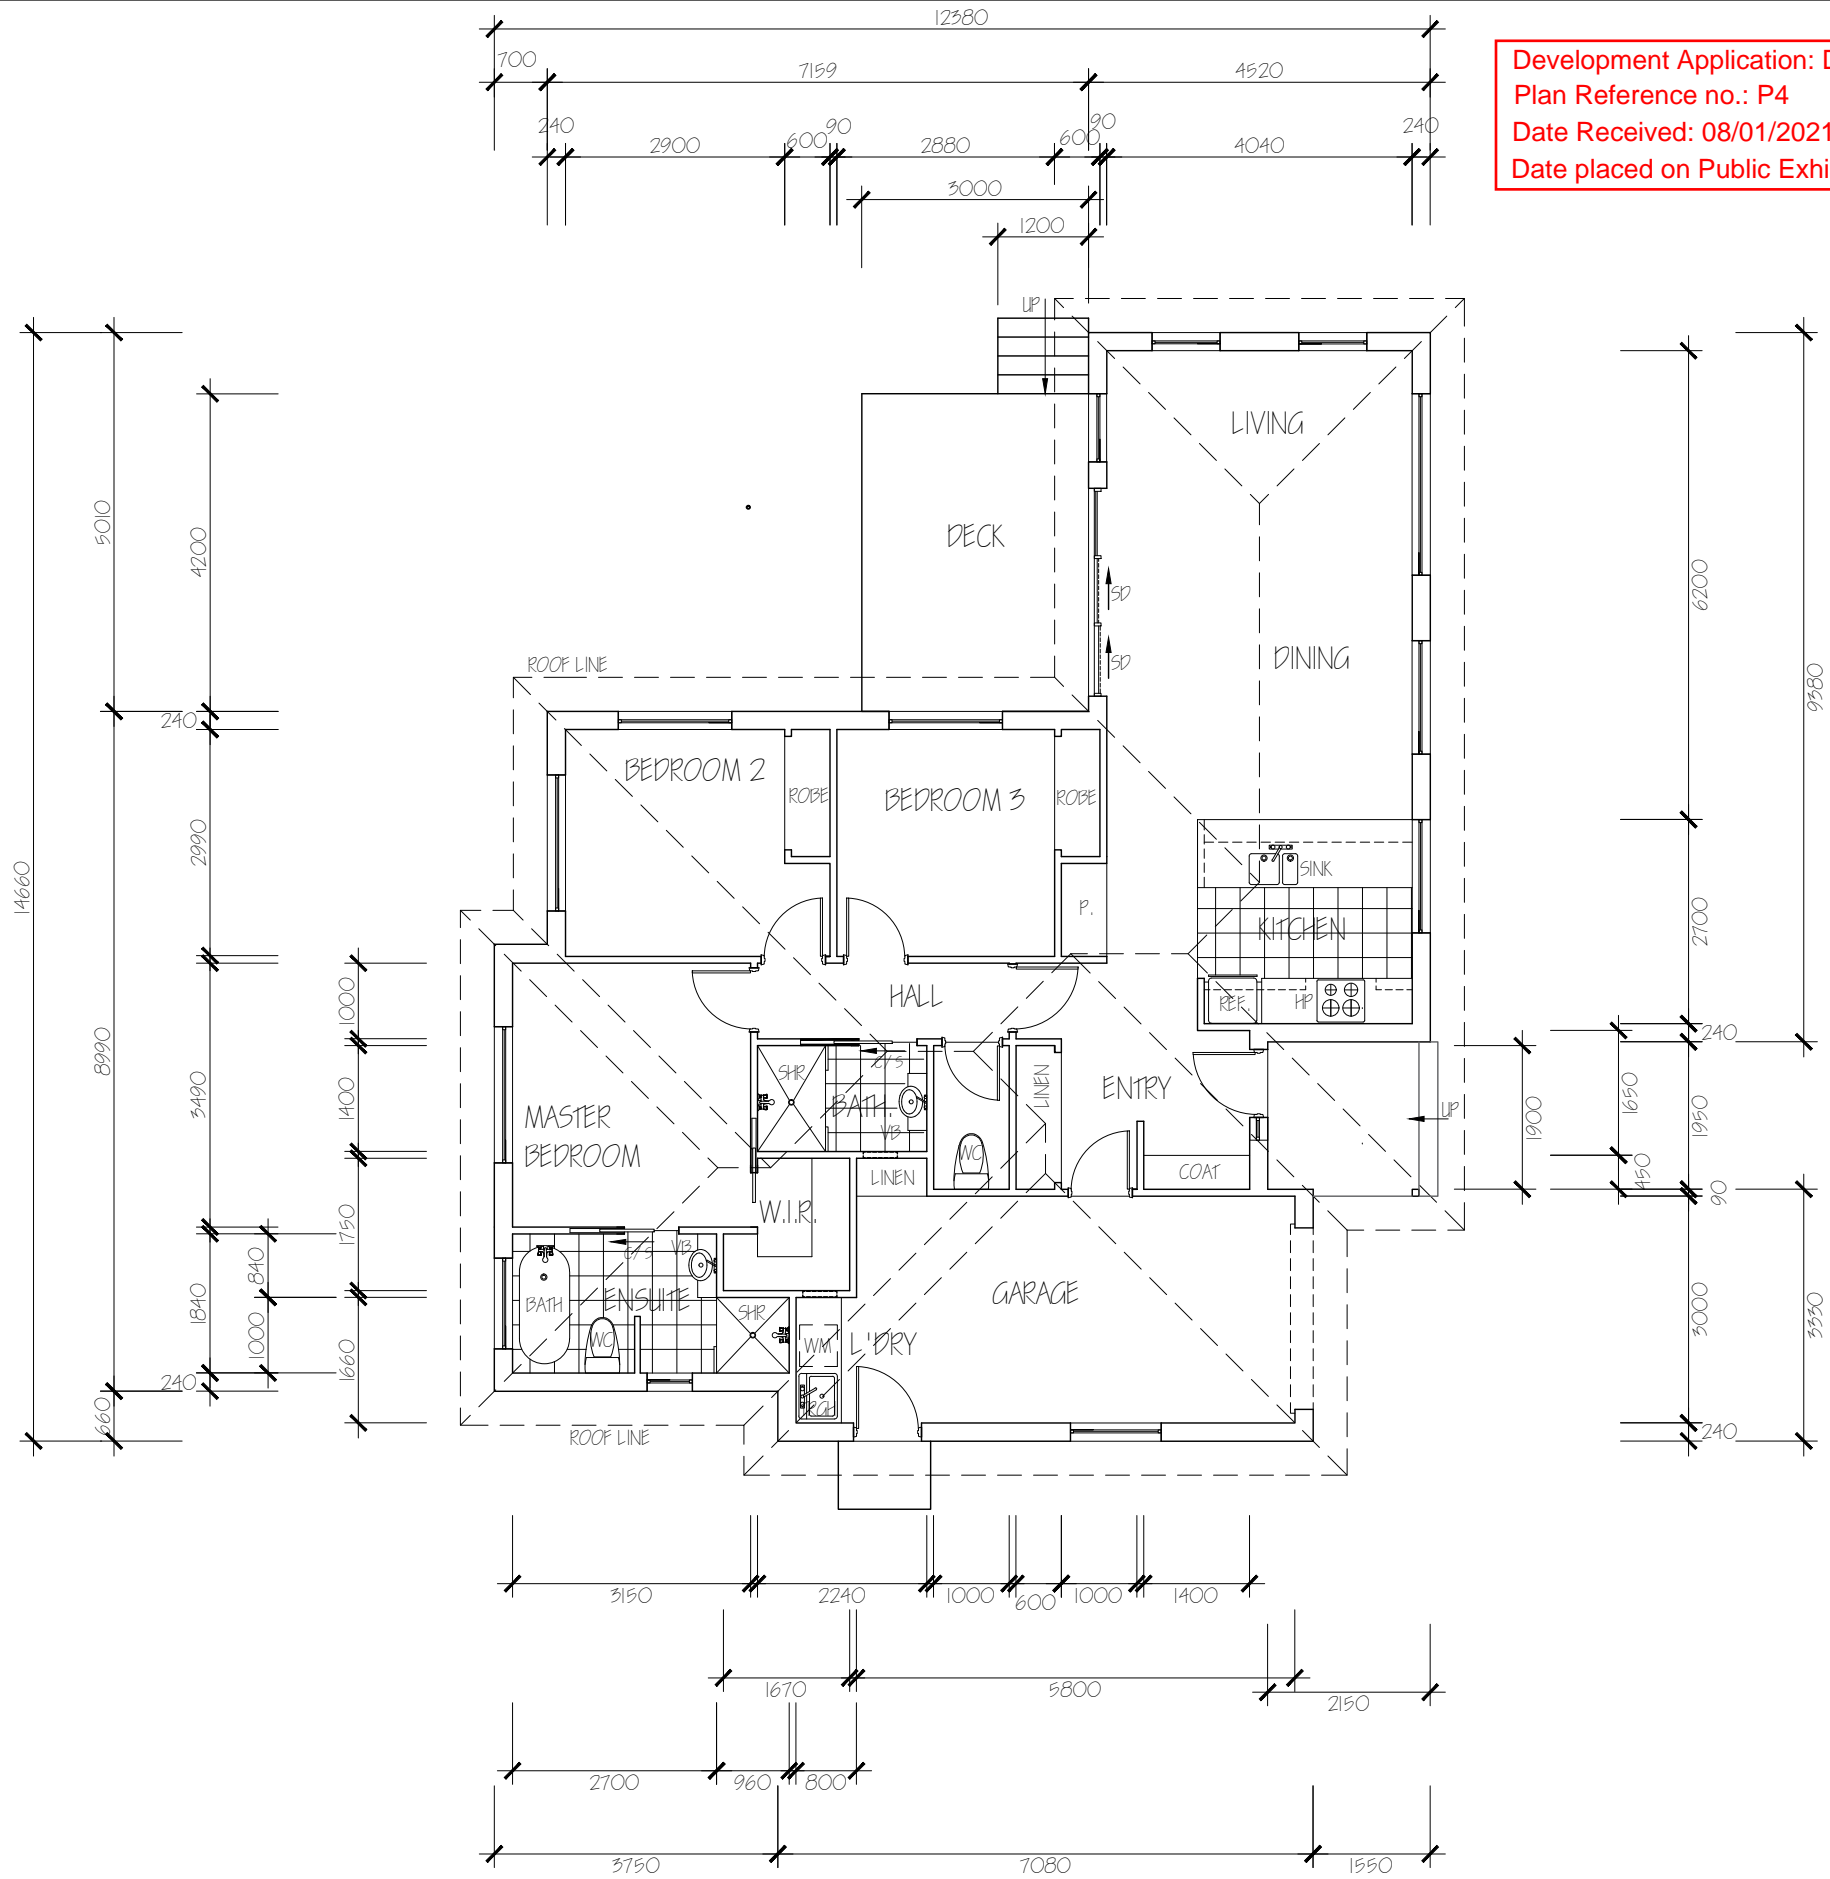 12380
700
7159
4520
240
2900
600
90
2880
600
90
4040
240
3000
1200
Development Application: D
Plan Reference no.: P4
Date Received: 08/01/2021
Date placed on Public Exhi
UP
LIVING
DECK
SD
SD
DINING
ROOF LINE
BEDROOM 2
ROBE
BEDROOM 3
ROBE
SINK
P.
KITCHEN
HALL
REF.
HP
SHR
C/S
BATH.
VB
LINEN
ENTRY
UP
MASTER
BEDROOM
WC
LINEN
COAT
W.I.R.
C/S
VB
BATH
ENSUITE
WC
SHR
GARAGE
WM
L'DRY
ROOF LINE
14660
5010
8990
660
4200
240
2990
3490
1840
240
840
1000
1000
1400
1750
1660
1900
1650
450
6200
2700
240
1950
90
3000
240
9380
3330
3150
2240
1000
600
1000
1400
1670
5800
2150
2700
960
800
3750
7080
1550